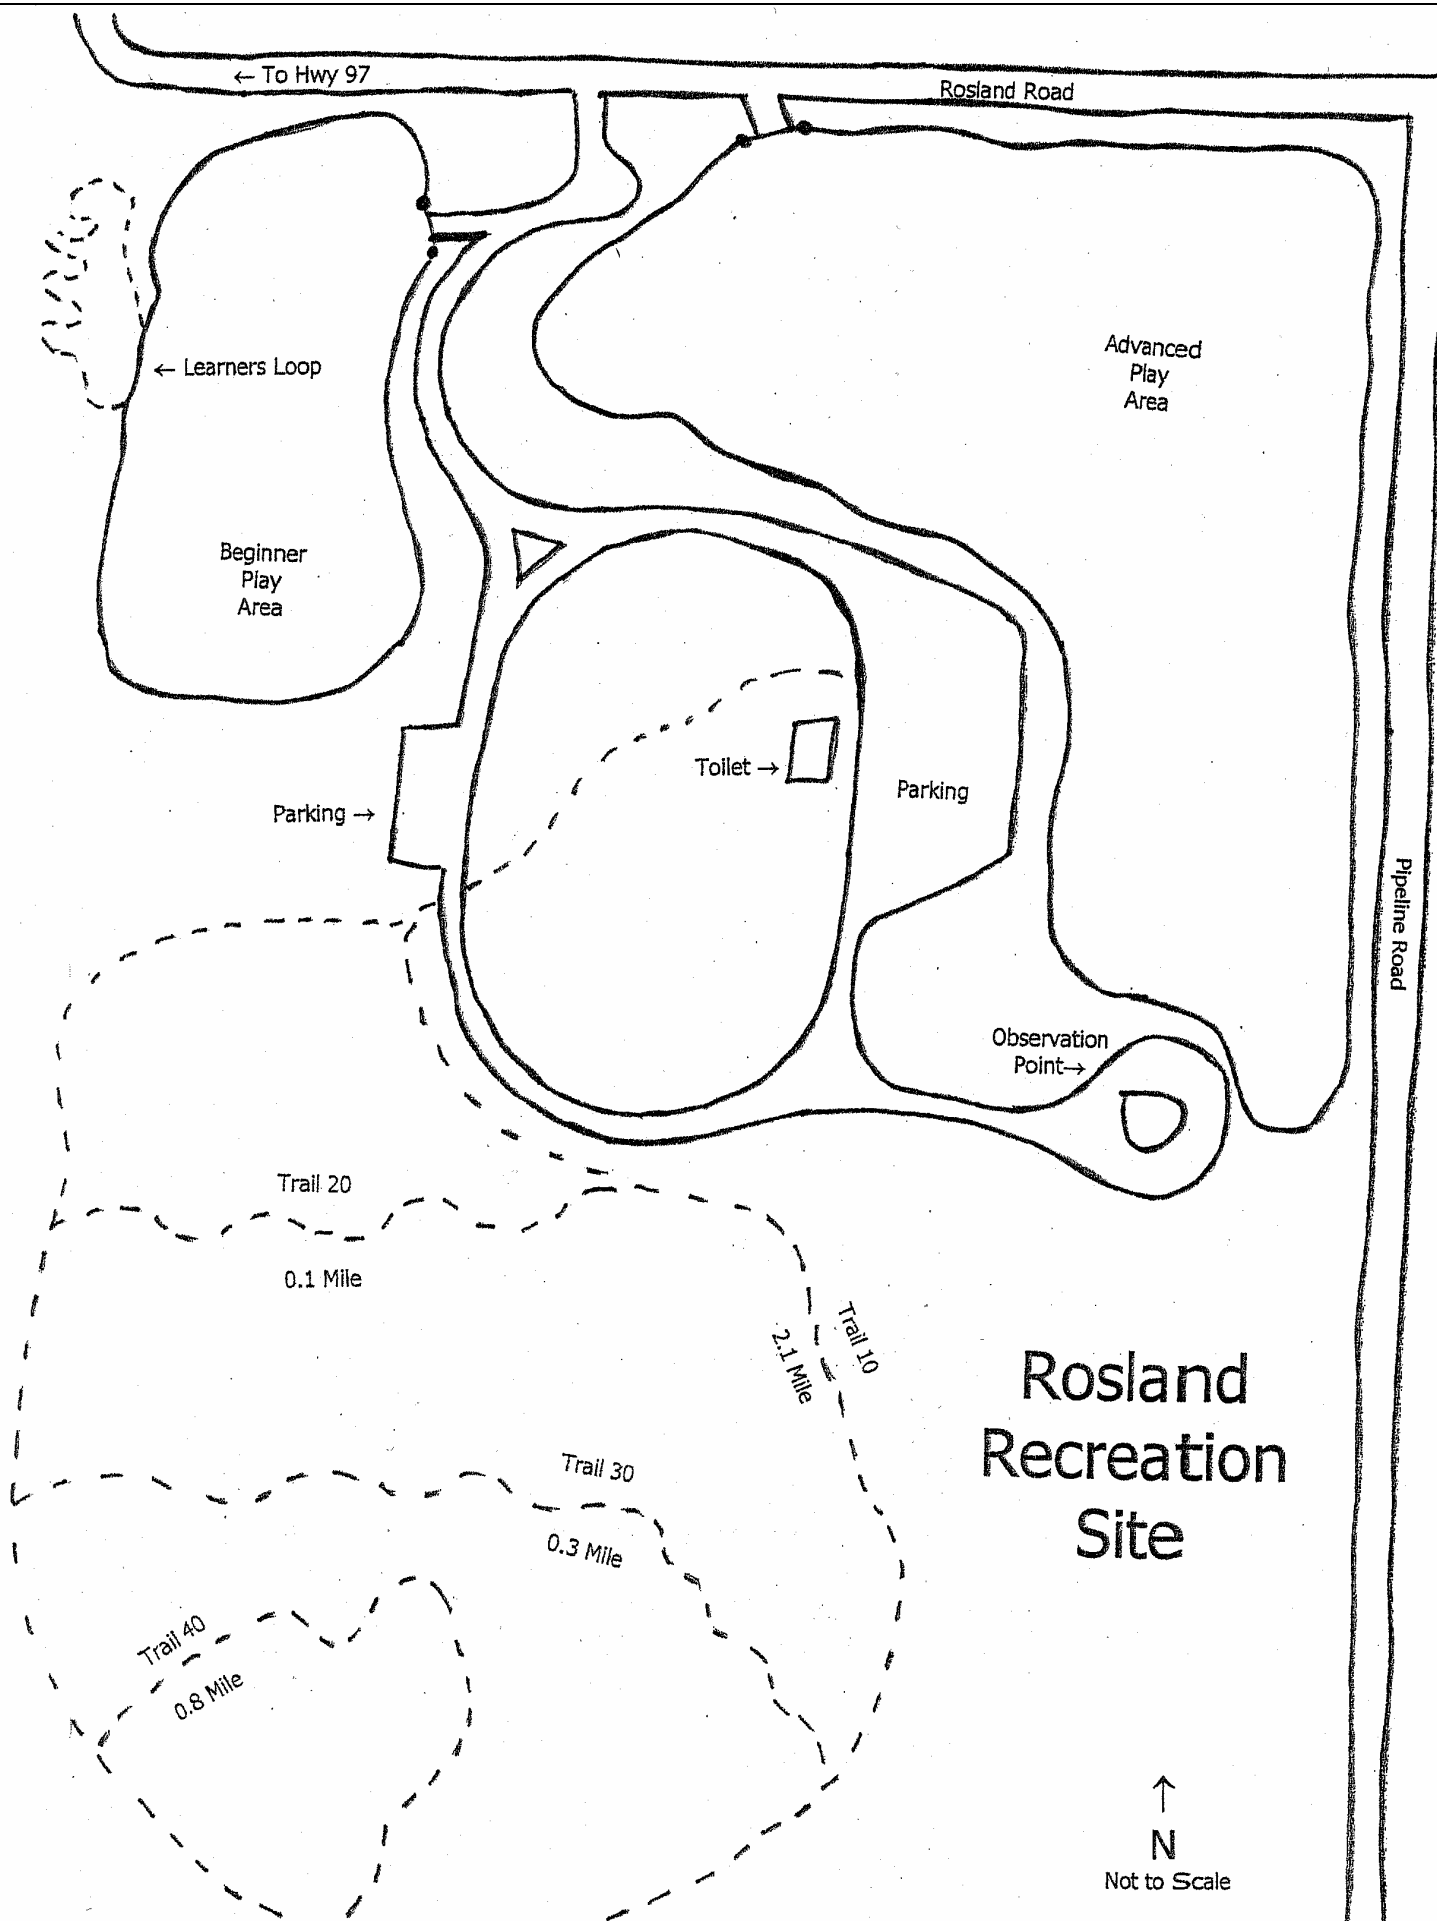 ← To Hwy 97
Rosland Road
Advanced
Play
Area
← Learners Loop
Beginner
Play
Area
Toilet →
Parking →
Parking
Pipeline Road
Observation
Point→
Trail 20
0.1 Mile
Trail 10
2.1 Mile
Rosland
Recreation
Site
Trail 30
0.3 Mile
Trail 40
0.8 Mile
↑
N
Not to Scale